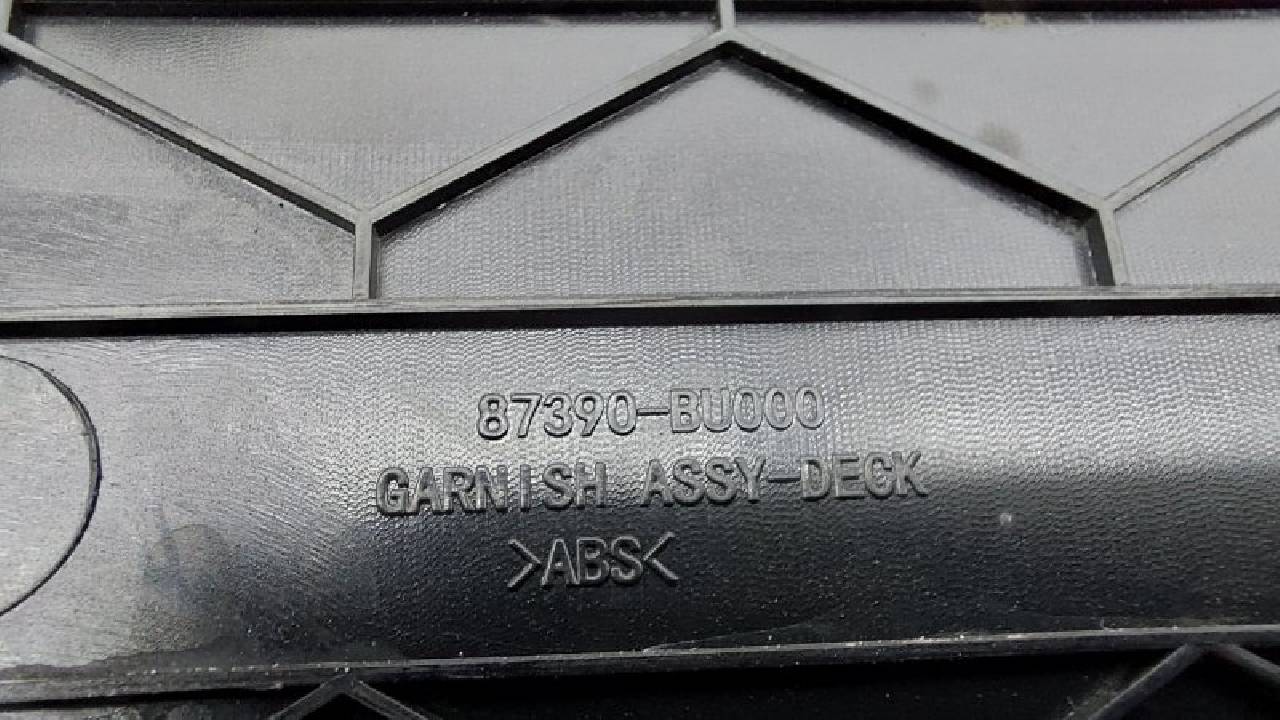 87390-BU000
GARNISH ASSY-DECK
>ABS<